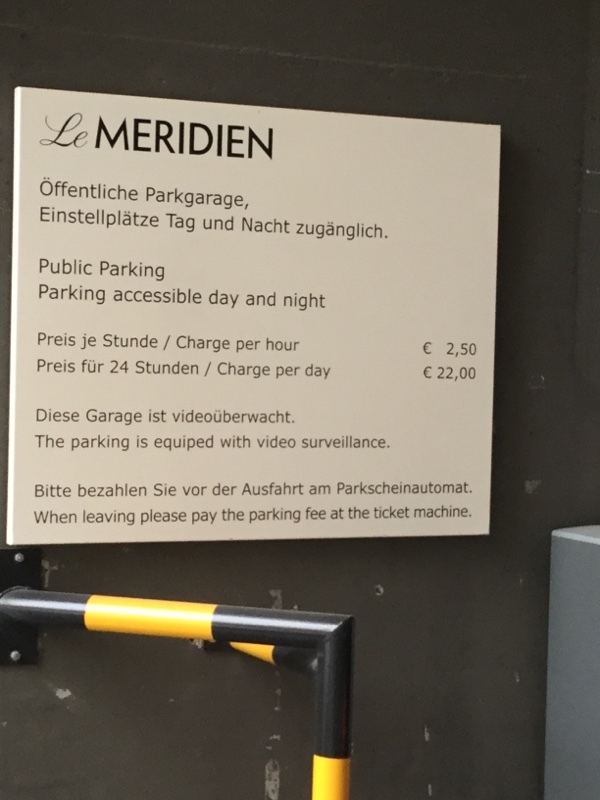 Le MERIDIEN
Öffentliche Parkgarage,
Einstellplätze Tag und Nacht zugänglich.
Public Parking
Parking accessible day and night
Preis je Stunde / Charge per hour € 2,50
Preis für 24 Stunden / Charge per day € 22,00
Diese Garage ist videoüberwacht.
The parking is equiped with video surveillance.
Bitte bezahlen Sie vor der Ausfahrt am Parkscheinautomat.
When leaving please pay the parking fee at the ticket machine.